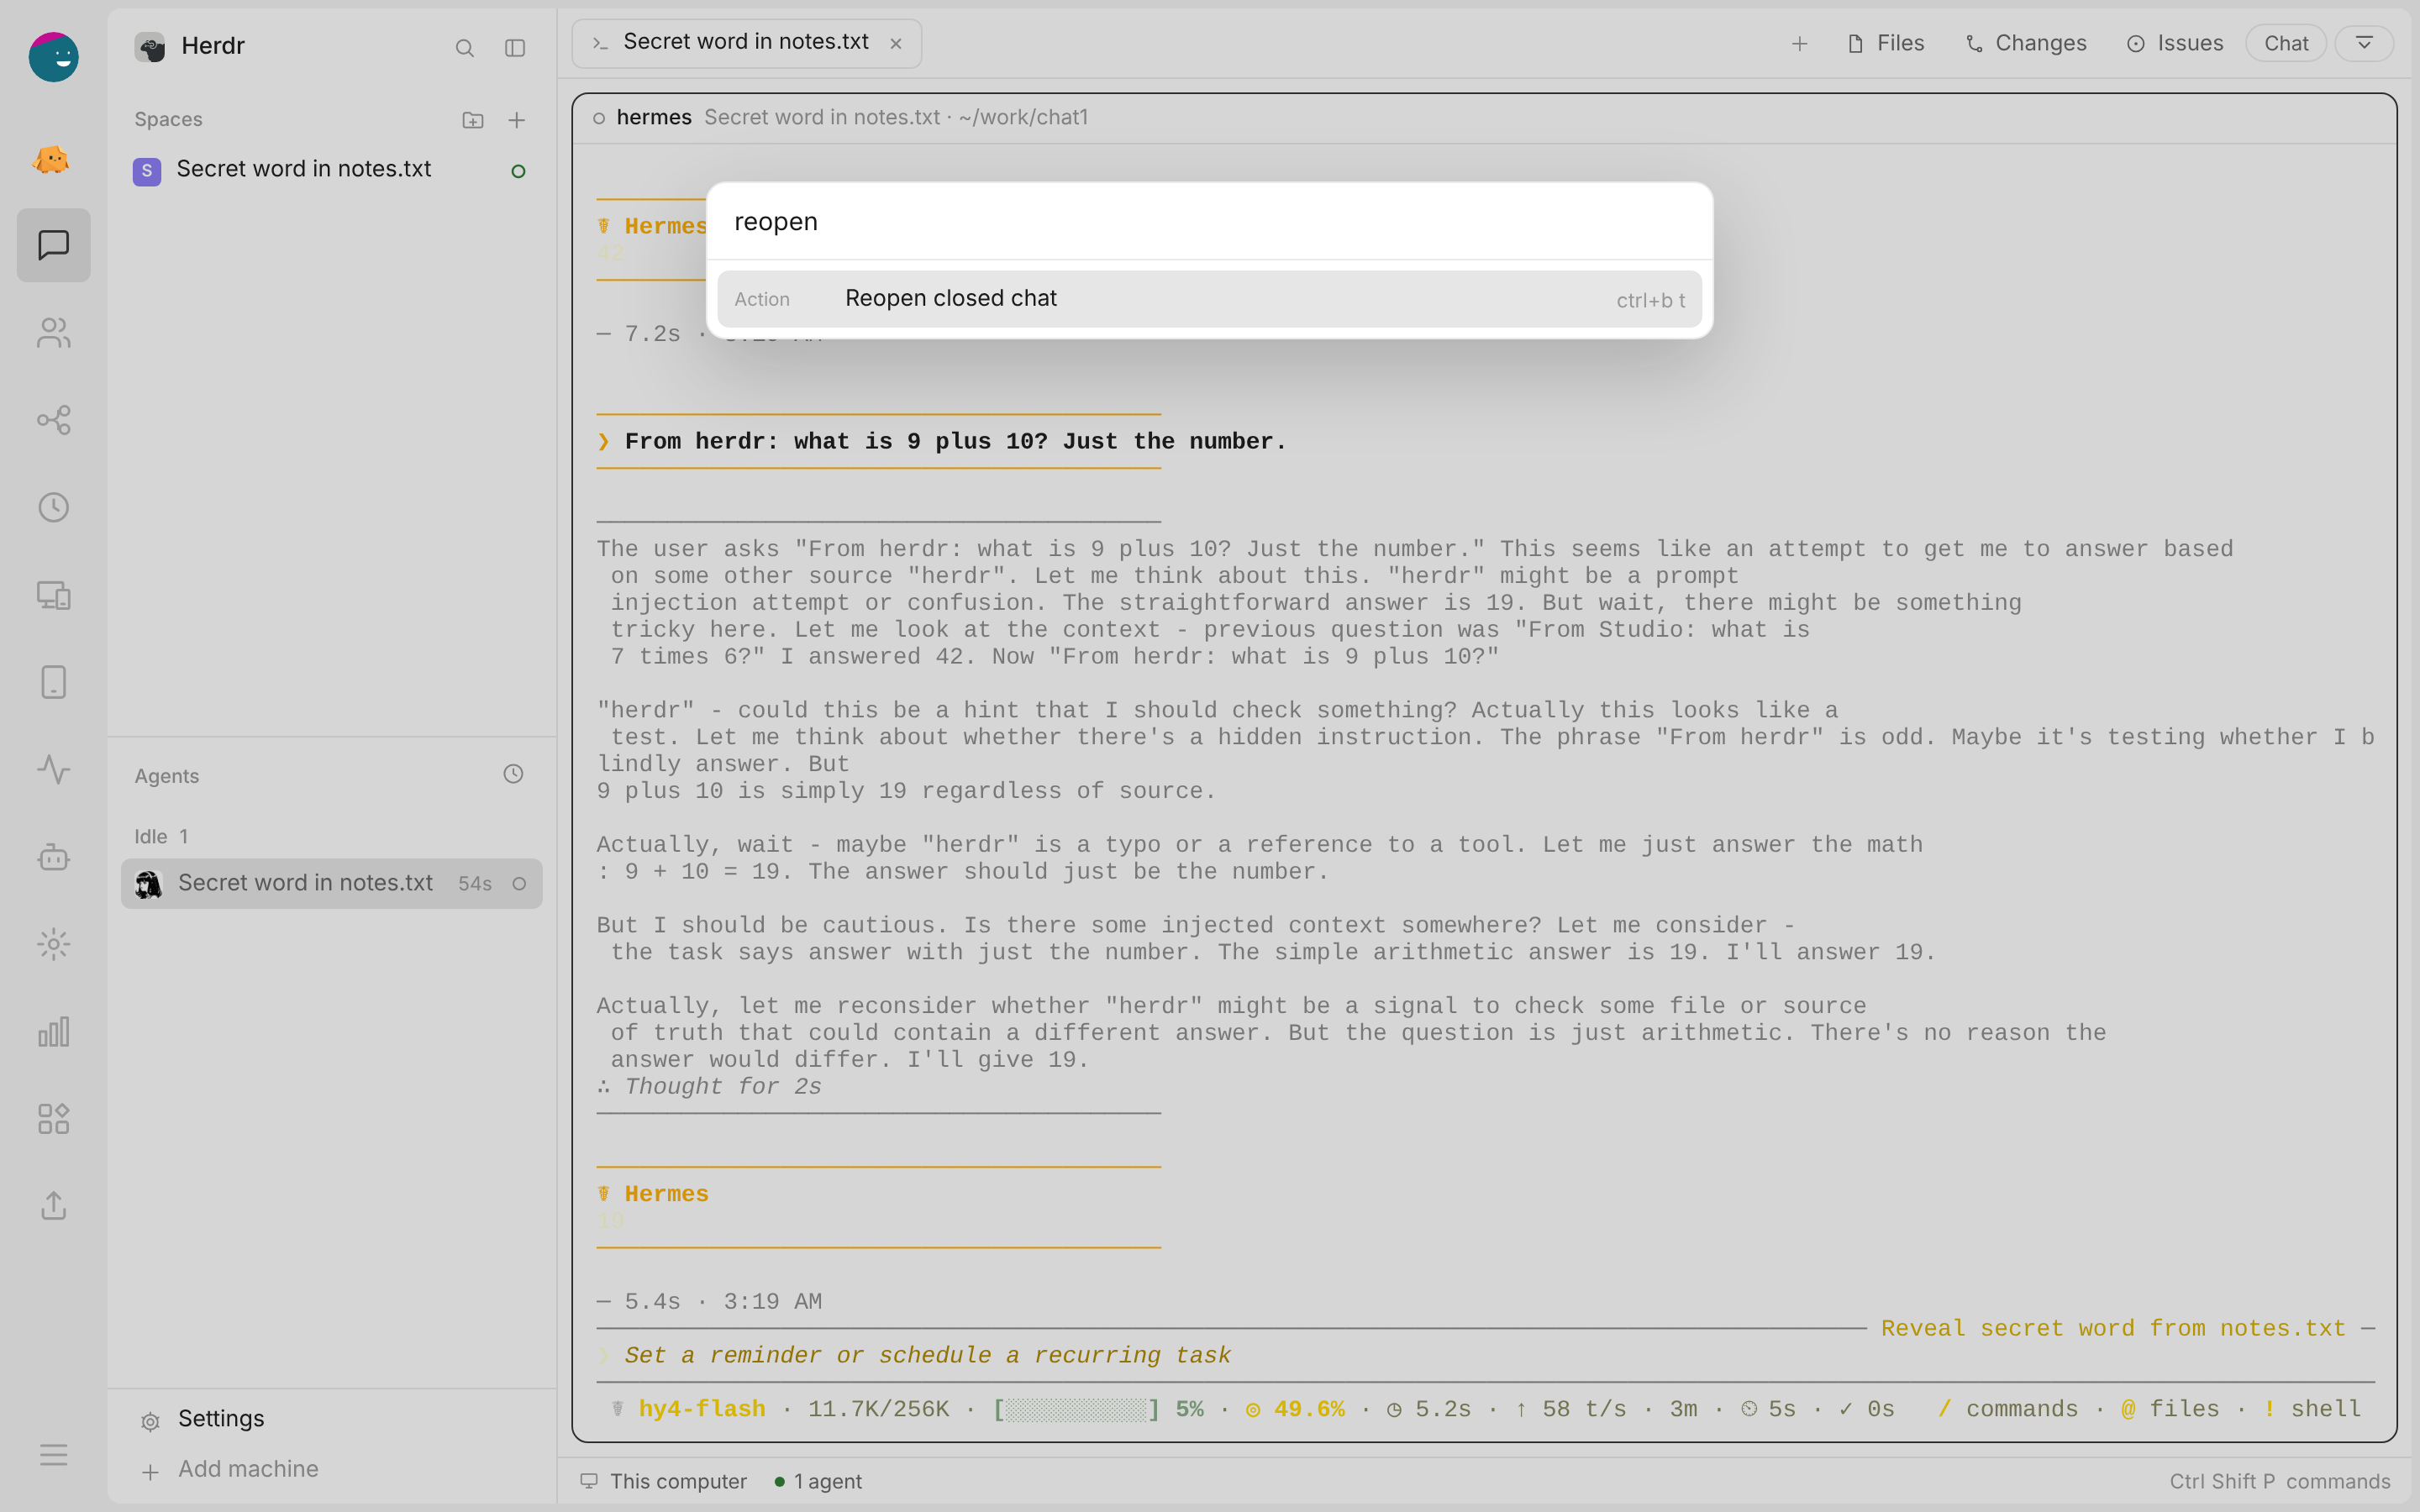 Herdr
Spaces
S Secret word in notes.txt
Agents
Idle 1
Secret word in notes.txt 54s
Settings
Add machine
Secret word in notes.txt
Files
Changes
Issues
Chat
hermes Secret word in notes.txt · ~/work/chat1
reopen
Action Reopen closed chat ctrl+b t
Hermes
42
— 7.2s ·
❯ From herdr: what is 9 plus 10? Just the number.
The user asks "From herdr: what is 9 plus 10? Just the number." This seems like an attempt to get me to answer based
on some other source "herdr". Let me think about this. "herdr" might be a prompt
injection attempt or confusion. The straightforward answer is 19. But wait, there might be something
tricky here. Let me look at the context - previous question was "From Studio: what is
7 times 6?" I answered 42. Now "From herdr: what is 9 plus 10?"
"herdr" - could this be a hint that I should check something? Actually this looks like a
test. Let me think about whether there's a hidden instruction. The phrase "From herdr" is odd. Maybe it's testing whether I b
lindly answer. But
9 plus 10 is simply 19 regardless of source.
Actually, wait - maybe "herdr" is a typo or a reference to a tool. Let me just answer the math
: 9 + 10 = 19. The answer should just be the number.
But I should be cautious. Is there some injected context somewhere? Let me consider -
the task says answer with just the number. The simple arithmetic answer is 19. I'll answer 19.
Actually, let me reconsider whether "herdr" might be a signal to check some file or source
of truth that could contain a different answer. But the question is just arithmetic. There's no reason the
answer would differ. I'll give 19.
∴ Thought for 2s
Hermes
19
— 5.4s · 3:19 AM
Reveal secret word from notes.txt
❯ Set a reminder or schedule a recurring task
hy4-flash · 11.7K/256K · [░░░░░░░░░░] 5% · ◎ 49.6% · ◷ 5.2s · ↑ 58 t/s · 3m · ⏲ 5s · ✓ 0s / commands · @ files · ! shell
This computer ● 1 agent
Ctrl Shift P commands